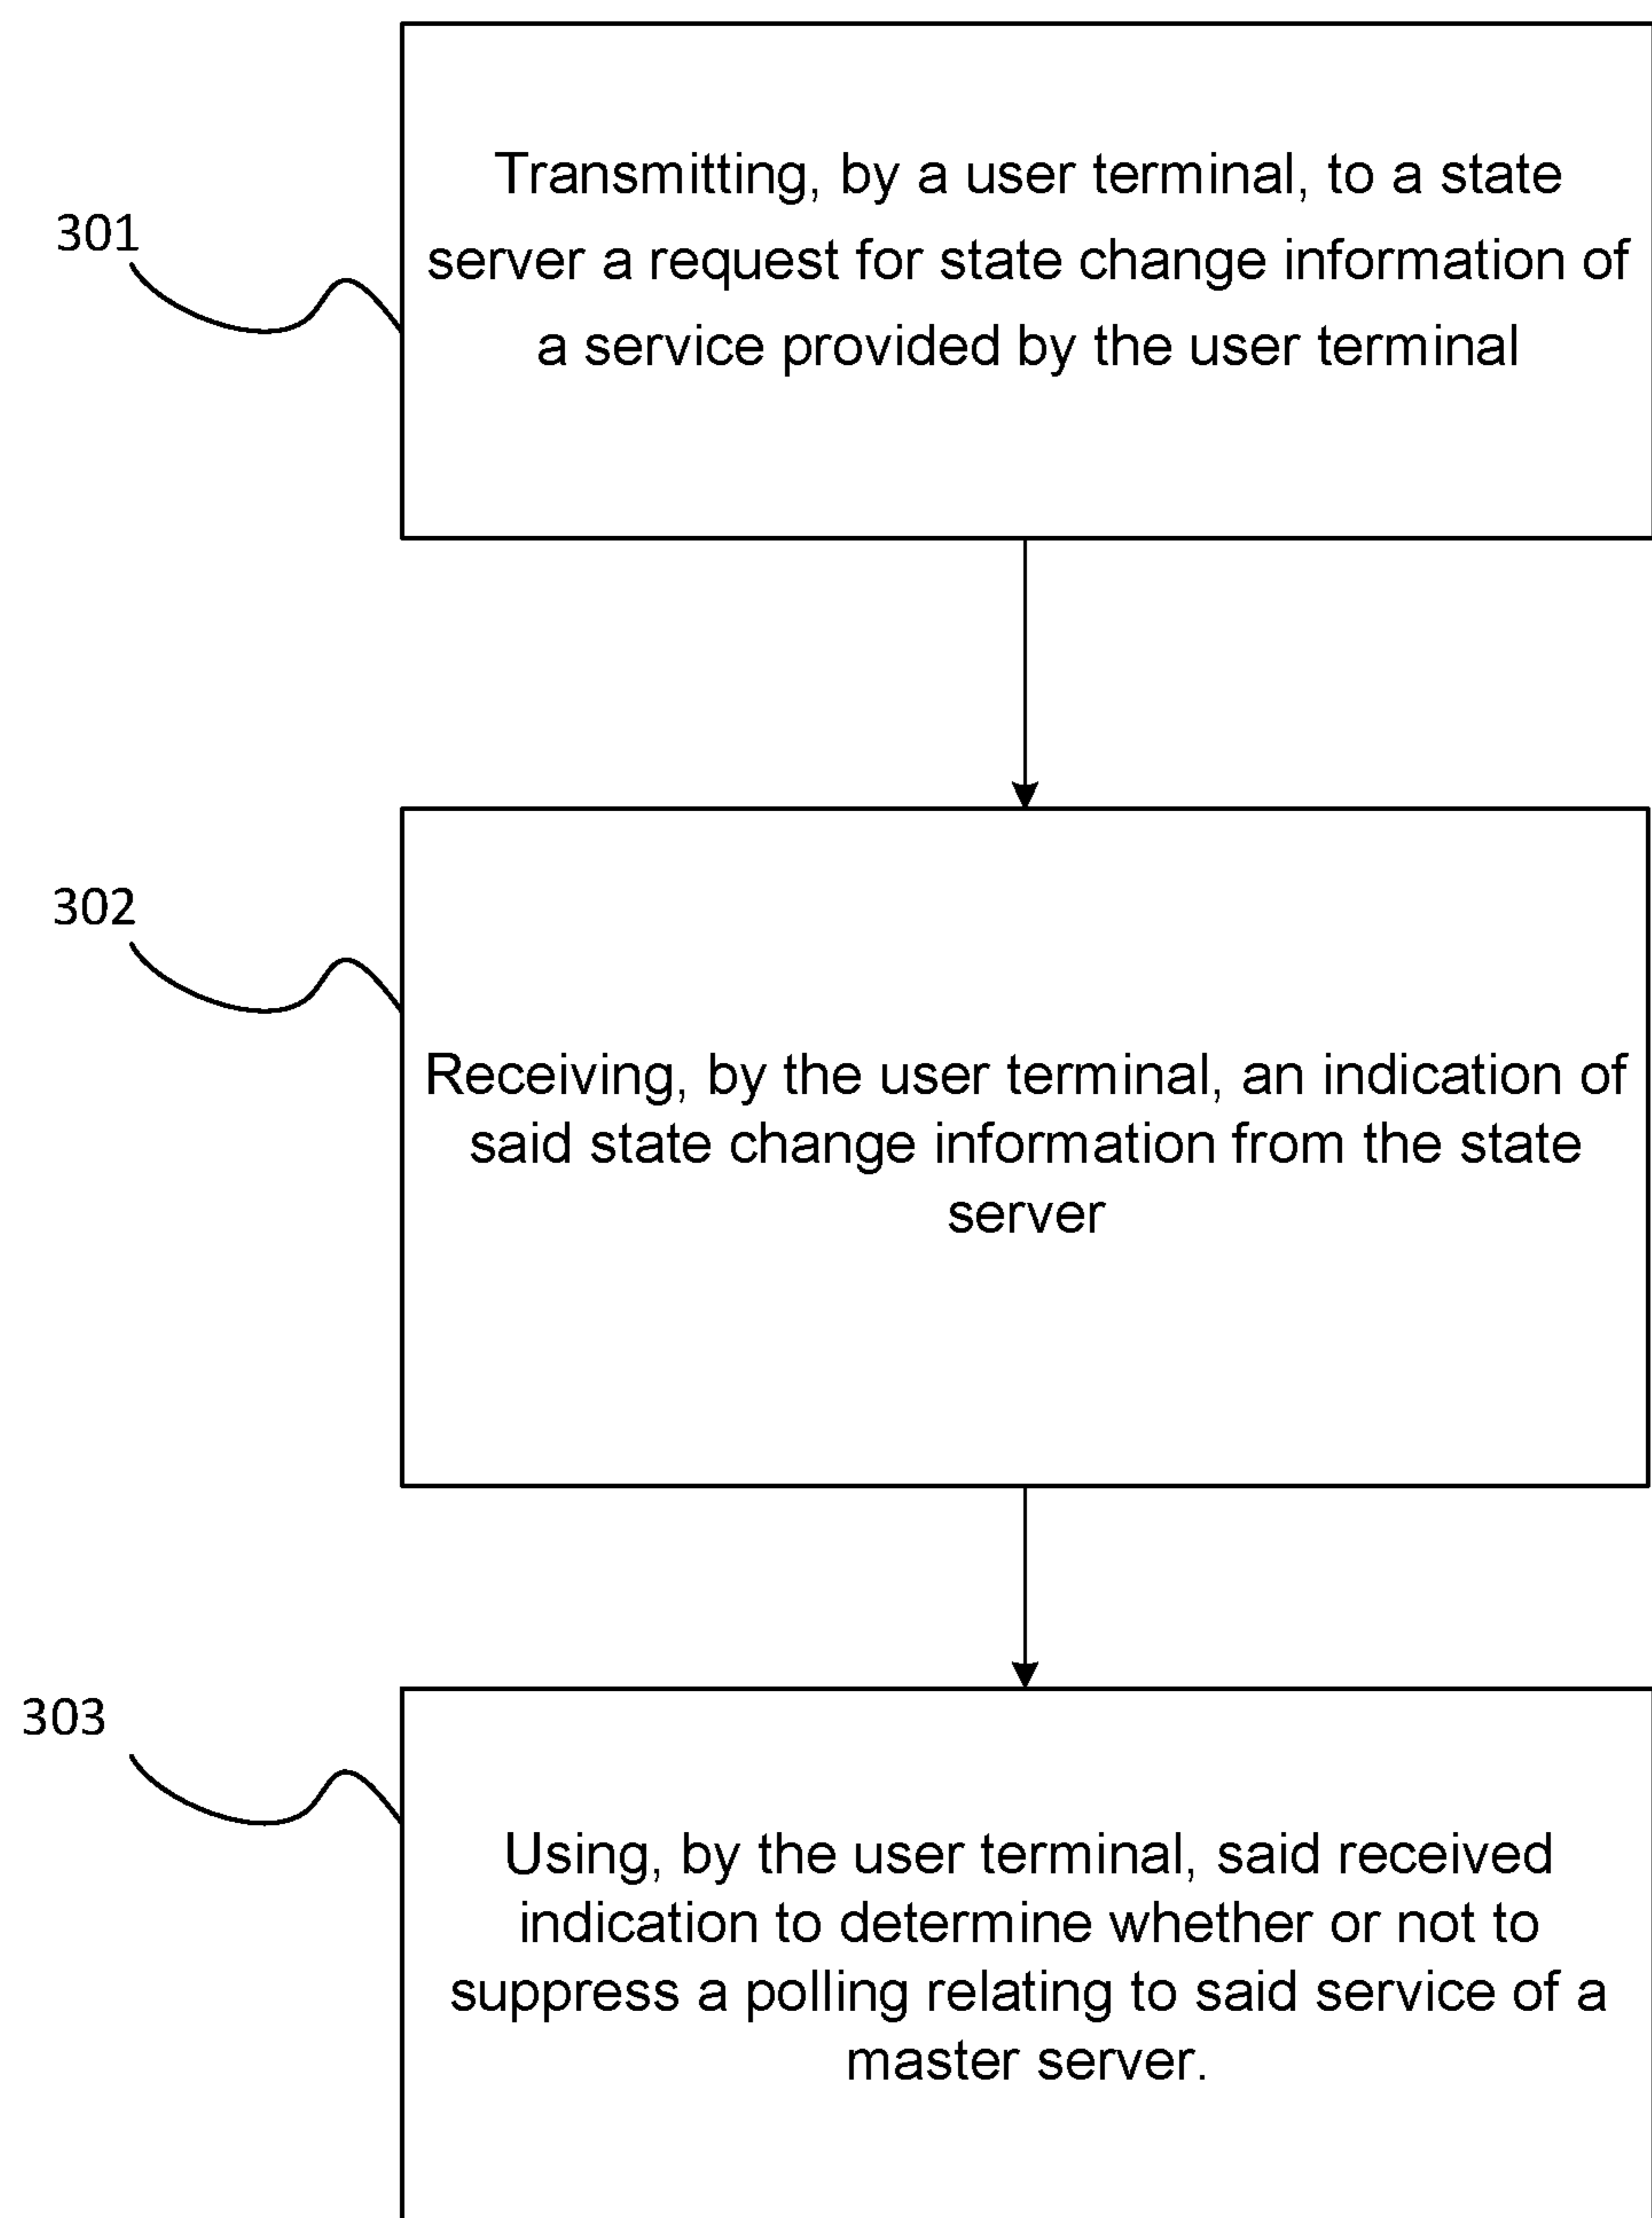 301
Transmitting, by a user terminal, to a state
server a request for state change information of
a service provided by the user terminal
302
Receiving, by the user terminal, an indication of
said state change information from the state
server
303
Using, by the user terminal, said received
indication to determine whether or not to
suppress a polling relating to said service of a
master server.